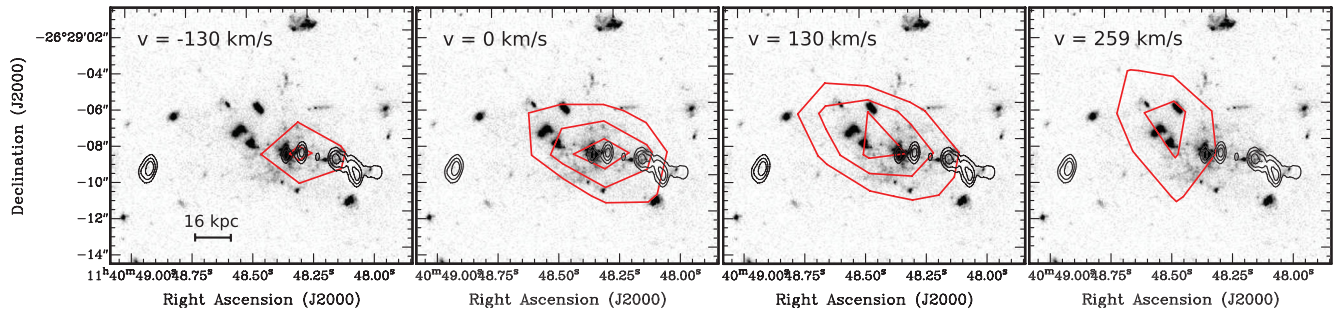 v = -130 km/s
v = 0 km/s
v = 130 km/s
v = 259 km/s
−26°29′02″
−04″
−06″
−08″
−10″
−12″
−14″
Declination (J2000)
16 kpc
11ʰ40ᵐ49.00ˢ 48.75ˢ 48.50ˢ 48.25ˢ 48.00ˢ
40ᵐ49.00ˢ 48.75ˢ 48.50ˢ 48.25ˢ 48.00ˢ
40ᵐ49.00ˢ 48.75ˢ 48.50ˢ 48.25ˢ 48.00ˢ
40ᵐ49.00ˢ 48.75ˢ 48.50ˢ 48.25ˢ 48.00ˢ
Right Ascension (J2000)
Right Ascension (J2000)
Right Ascension (J2000)
Right Ascension (J2000)